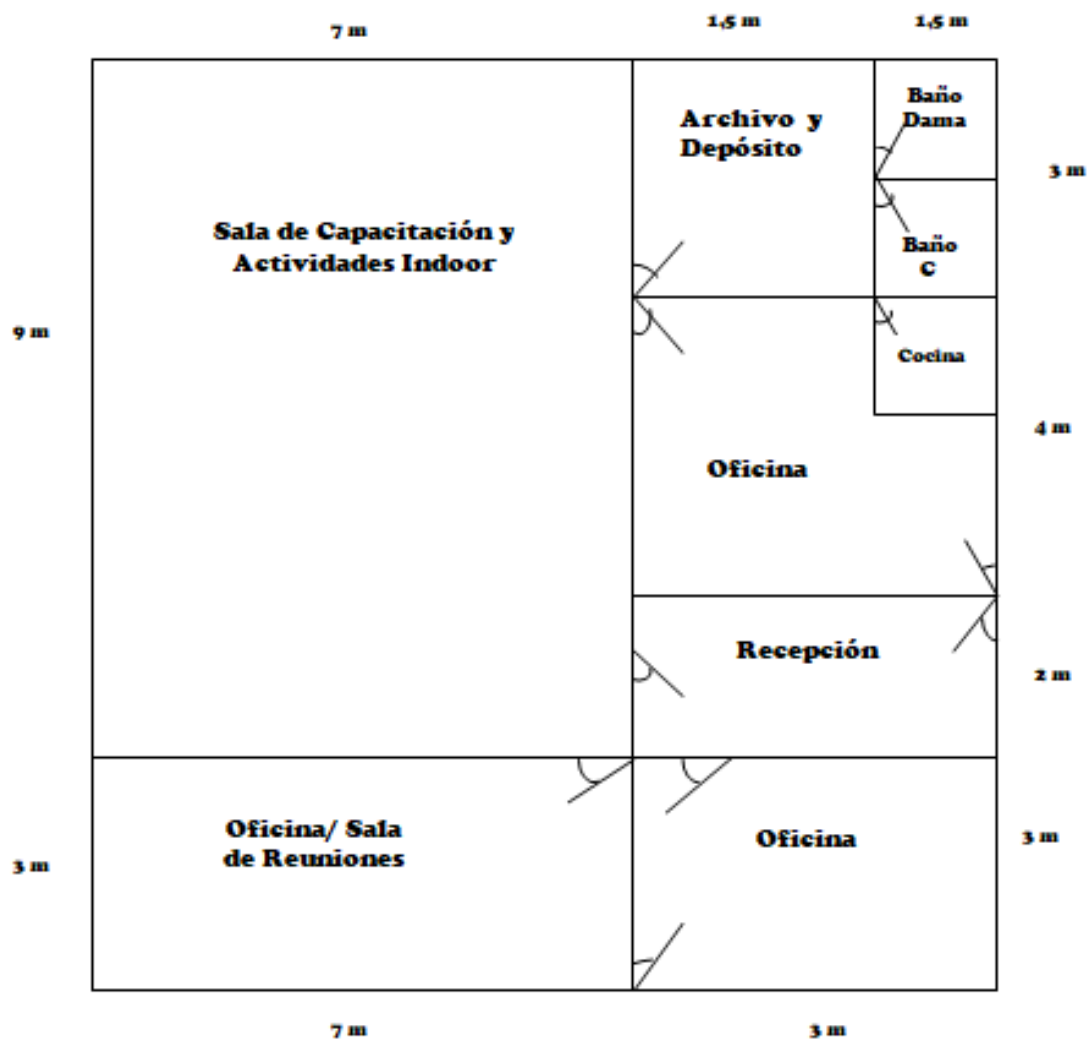 7 m
1,5 m
1,5 m
Archivo y
Depósito
Baño
Dama
3 m
Sala de Capacitación y
Actividades Indoor
Baño
C
9 m
Cocina
4 m
Oficina
Recepción
2 m
Oficina/ Sala
de Reuniones
Oficina
3 m
3 m
7 m
3 m